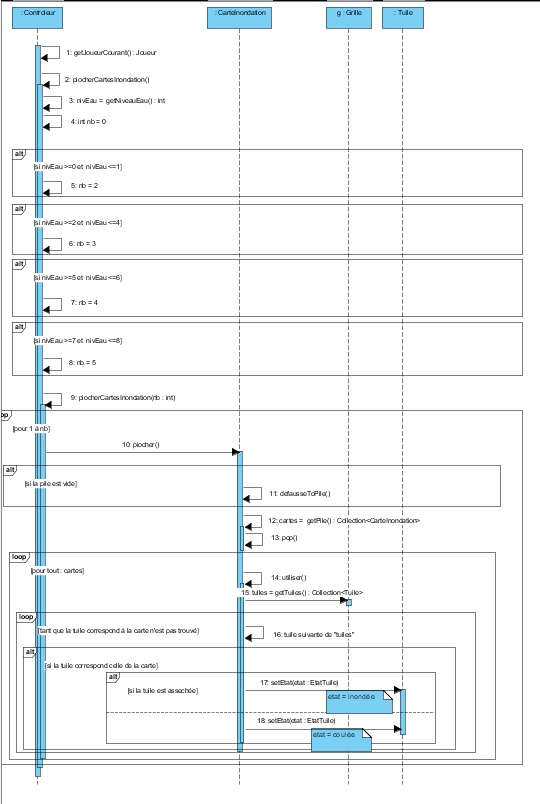 : Controleur
: CarteInondation
g : Grille
: Tuile
1: getJoueurCourant() : Joueur
2: piocherCartesInondation()
3: nivEau = getNiveauEau() : int
4: int nb = 0
alt
[si nivEau >=0 et nivEau <=1]
5: nb = 2
alt
[si nivEau >=2 et nivEau <=4]
6: nb = 3
alt
[si nivEau >=5 et nivEau <=6]
7: nb = 4
alt
[si nivEau >=7 et nivEau <=8]
8: nb = 5
9: piocherCartesInondation(nb : int)
op
[pour 1 à nb]
10: piocher()
alt
[si la pile est vide]
11: defausseToPile()
12: cartes = getPile() : Collection<CarteInondation>
13: pop()
loop
[pour tout : cartes]
14: utiliser()
15: tuiles = getTuiles() : Collection<Tuile>
loop
[tant que la tuile correspond à la carte n'est pas trouvé]
16: tuile suivante de "tuiles"
alt
[si la tuile correspond celle de la carte]
alt
17: setEtat(etat : EtatTuile)
[si la tuile est assechée]
etat = inondée
18: setEtat(etat : EtatTuile)
etat = coulée